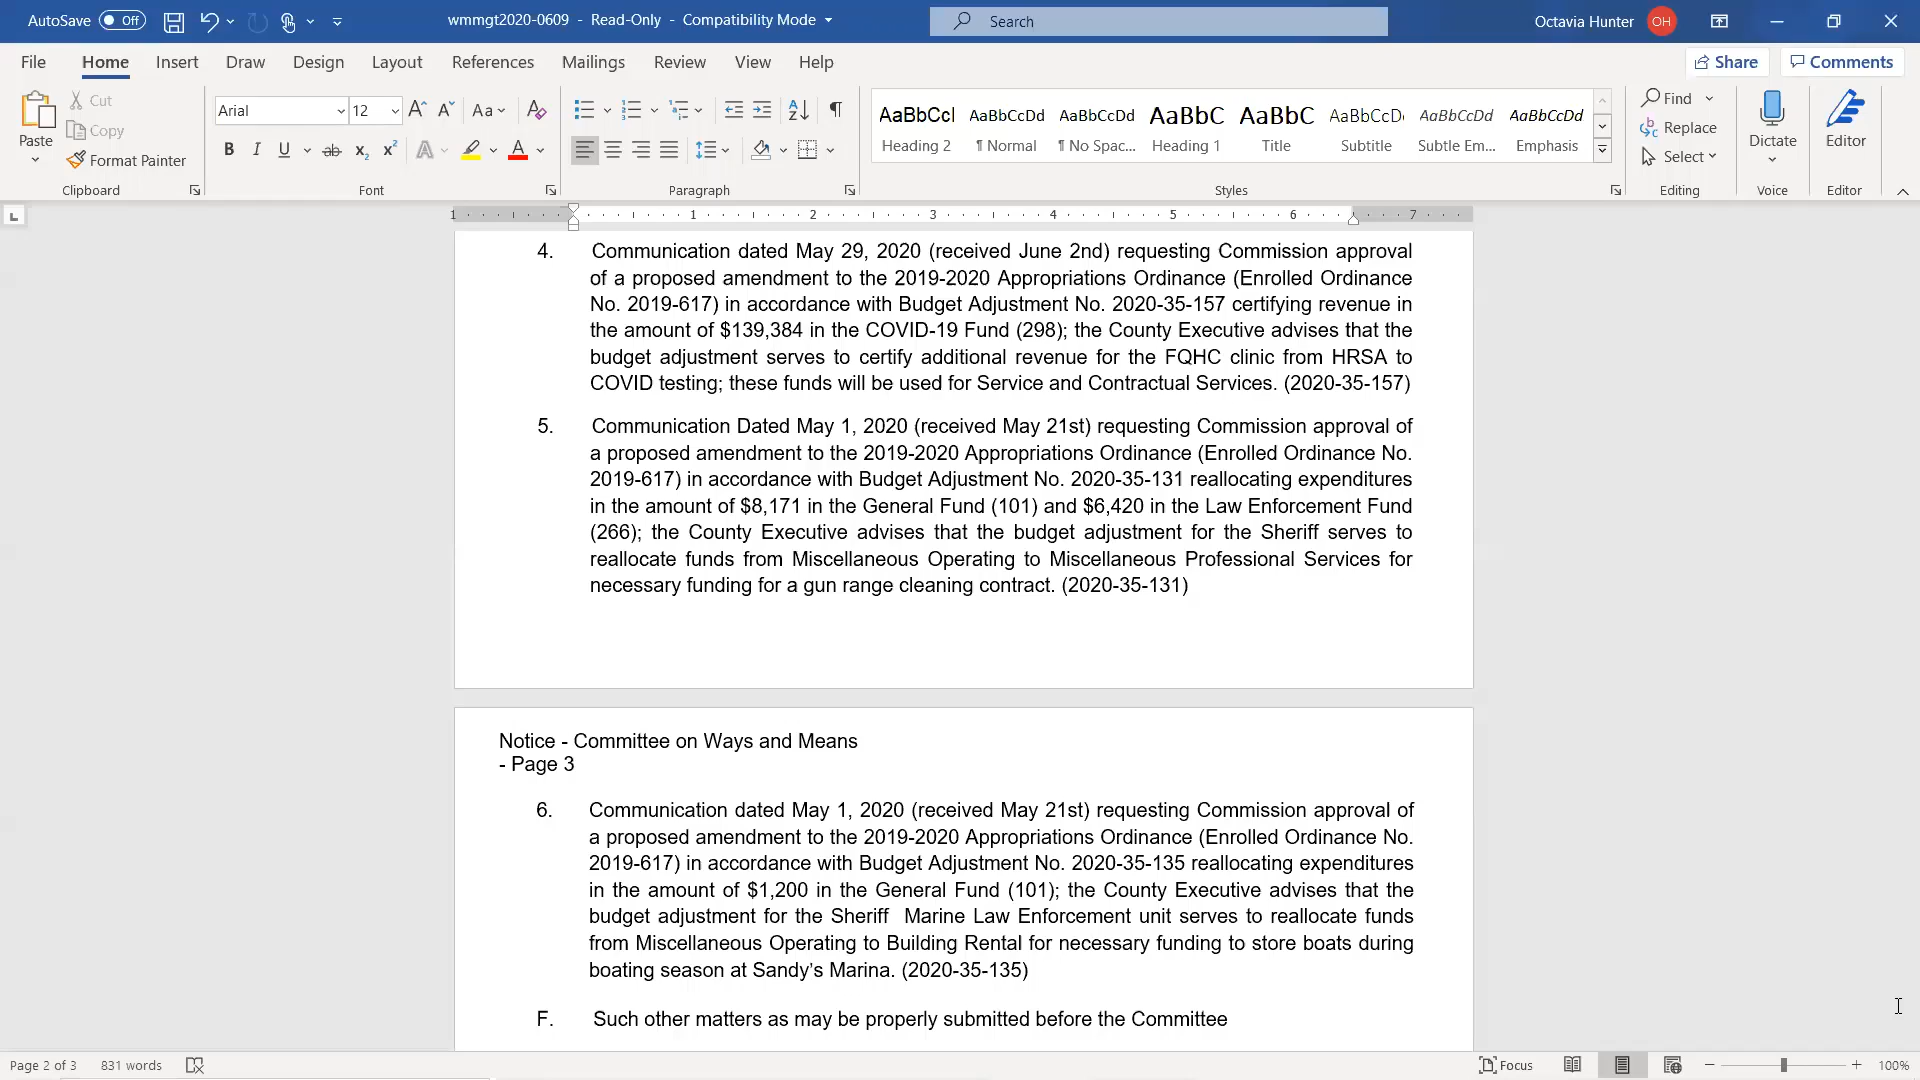 AutoSave Off wmmgt2020-0609 - Read-Only - Compatibility Mode Search Octavia Hunter OH
File Home Insert Draw Design Layout References Mailings Review View Help Share Comments
Paste Cut Copy Format Painter Clipboard
Arial 12 Aa
B I U ab x₂ x² A A
Font
Paragraph
AaBbCcI AaBbCcDd AaBbCcDd AaBbC AaBbC AaBbCcD AaBbCcDd AaBbCcDd
Heading 2 ¶ Normal ¶ No Spac... Heading 1 Title Subtitle Subtle Em... Emphasis
Styles
Find Replace Select Editing
Dictate Voice
Editor Editor
1 1 2 3 4 5 6 7
4. Communication dated May 29, 2020 (received June 2nd) requesting Commission approval
of a proposed amendment to the 2019-2020 Appropriations Ordinance (Enrolled Ordinance
No. 2019-617) in accordance with Budget Adjustment No. 2020-35-157 certifying revenue in
the amount of $139,384 in the COVID-19 Fund (298); the County Executive advises that the
budget adjustment serves to certify additional revenue for the FQHC clinic from HRSA to
COVID testing; these funds will be used for Service and Contractual Services. (2020-35-157)
5. Communication Dated May 1, 2020 (received May 21st) requesting Commission approval of
a proposed amendment to the 2019-2020 Appropriations Ordinance (Enrolled Ordinance No.
2019-617) in accordance with Budget Adjustment No. 2020-35-131 reallocating expenditures
in the amount of $8,171 in the General Fund (101) and $6,420 in the Law Enforcement Fund
(266); the County Executive advises that the budget adjustment for the Sheriff serves to
reallocate funds from Miscellaneous Operating to Miscellaneous Professional Services for
necessary funding for a gun range cleaning contract. (2020-35-131)
Notice - Committee on Ways and Means
- Page 3
6. Communication dated May 1, 2020 (received May 21st) requesting Commission approval of
a proposed amendment to the 2019-2020 Appropriations Ordinance (Enrolled Ordinance No.
2019-617) in accordance with Budget Adjustment No. 2020-35-135 reallocating expenditures
in the amount of $1,200 in the General Fund (101); the County Executive advises that the
budget adjustment for the Sheriff Marine Law Enforcement unit serves to reallocate funds
from Miscellaneous Operating to Building Rental for necessary funding to store boats during
boating season at Sandy's Marina. (2020-35-135)
F. Such other matters as may be properly submitted before the Committee
Page 2 of 3 831 words Focus 100%